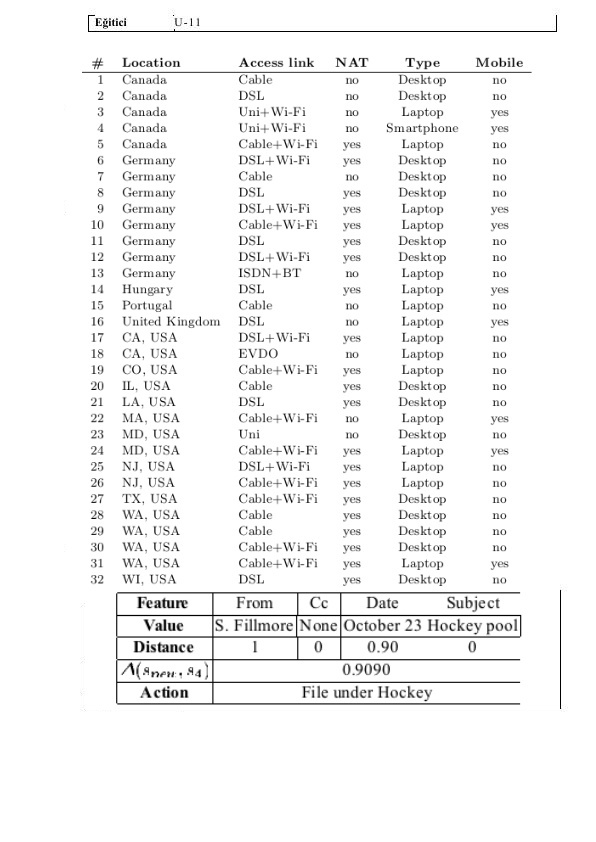 Eğitici U-11
# Location Access link NAT Type Mobile
1 Canada Cable no Desktop no
2 Canada DSL no Desktop no
3 Canada Uni+Wi-Fi no Laptop yes
4 Canada Uni+Wi-Fi no Smartphone yes
5 Canada Cable+Wi-Fi yes Laptop no
6 Germany DSL+Wi-Fi yes Desktop no
7 Germany Cable no Desktop no
8 Germany DSL yes Desktop no
9 Germany DSL+Wi-Fi yes Laptop yes
10 Germany Cable+Wi-Fi yes Laptop yes
11 Germany DSL yes Desktop no
12 Germany DSL+Wi-Fi yes Desktop no
13 Germany ISDN+BT no Laptop no
14 Hungary DSL yes Laptop yes
15 Portugal Cable no Laptop no
16 United Kingdom DSL no Laptop yes
17 CA, USA DSL+Wi-Fi yes Laptop no
18 CA, USA EVDO no Laptop no
19 CO, USA Cable+Wi-Fi yes Laptop no
20 IL, USA Cable yes Desktop no
21 LA, USA DSL yes Desktop no
22 MA, USA Cable+Wi-Fi no Laptop yes
23 MD, USA Uni no Desktop no
24 MD, USA Cable+Wi-Fi yes Laptop yes
25 NJ, USA DSL+Wi-Fi yes Laptop no
26 NJ, USA Cable+Wi-Fi yes Laptop no
27 TX, USA Cable+Wi-Fi yes Desktop no
28 WA, USA Cable yes Desktop no
29 WA, USA Cable yes Desktop no
30 WA, USA Cable+Wi-Fi yes Desktop no
31 WA, USA Cable+Wi-Fi yes Laptop yes
32 WI, USA DSL yes Desktop no
Feature From Cc Date Subject
Value S. Fillmore None October 23 Hockey pool
Distance 1 0 0.90 0
Λ(s_new, s_4) 0.9090
Action File under Hockey